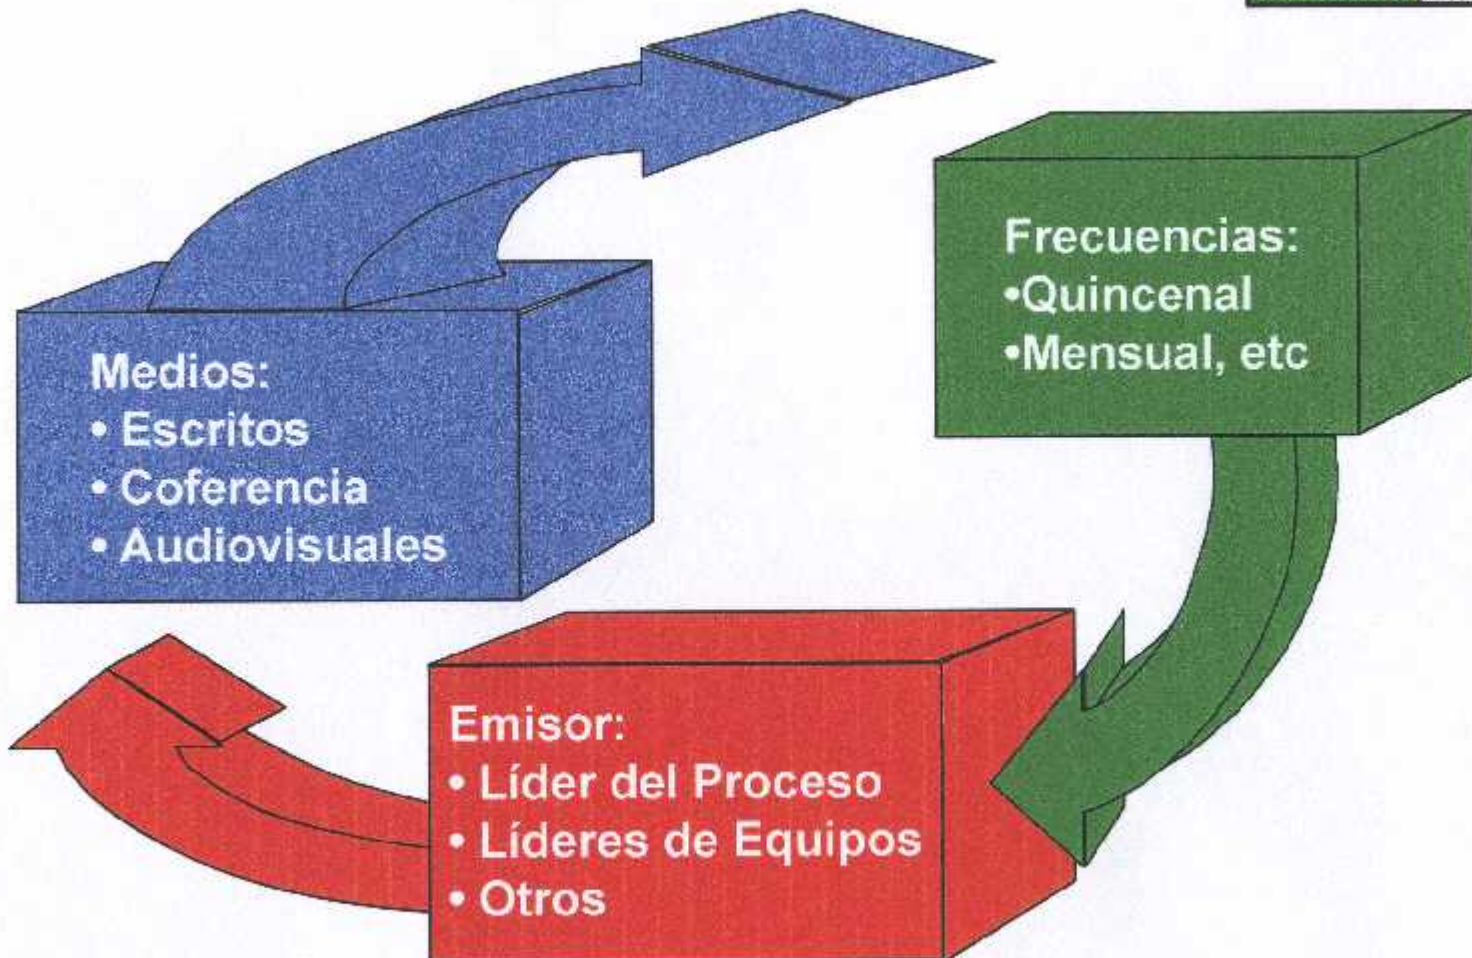 Medios:
• Escritos
• Coferencia
• Audiovisuales
Frecuencias:
•Quincenal
•Mensual, etc
Emisor:
• Líder del Proceso
• Líderes de Equipos
• Otros